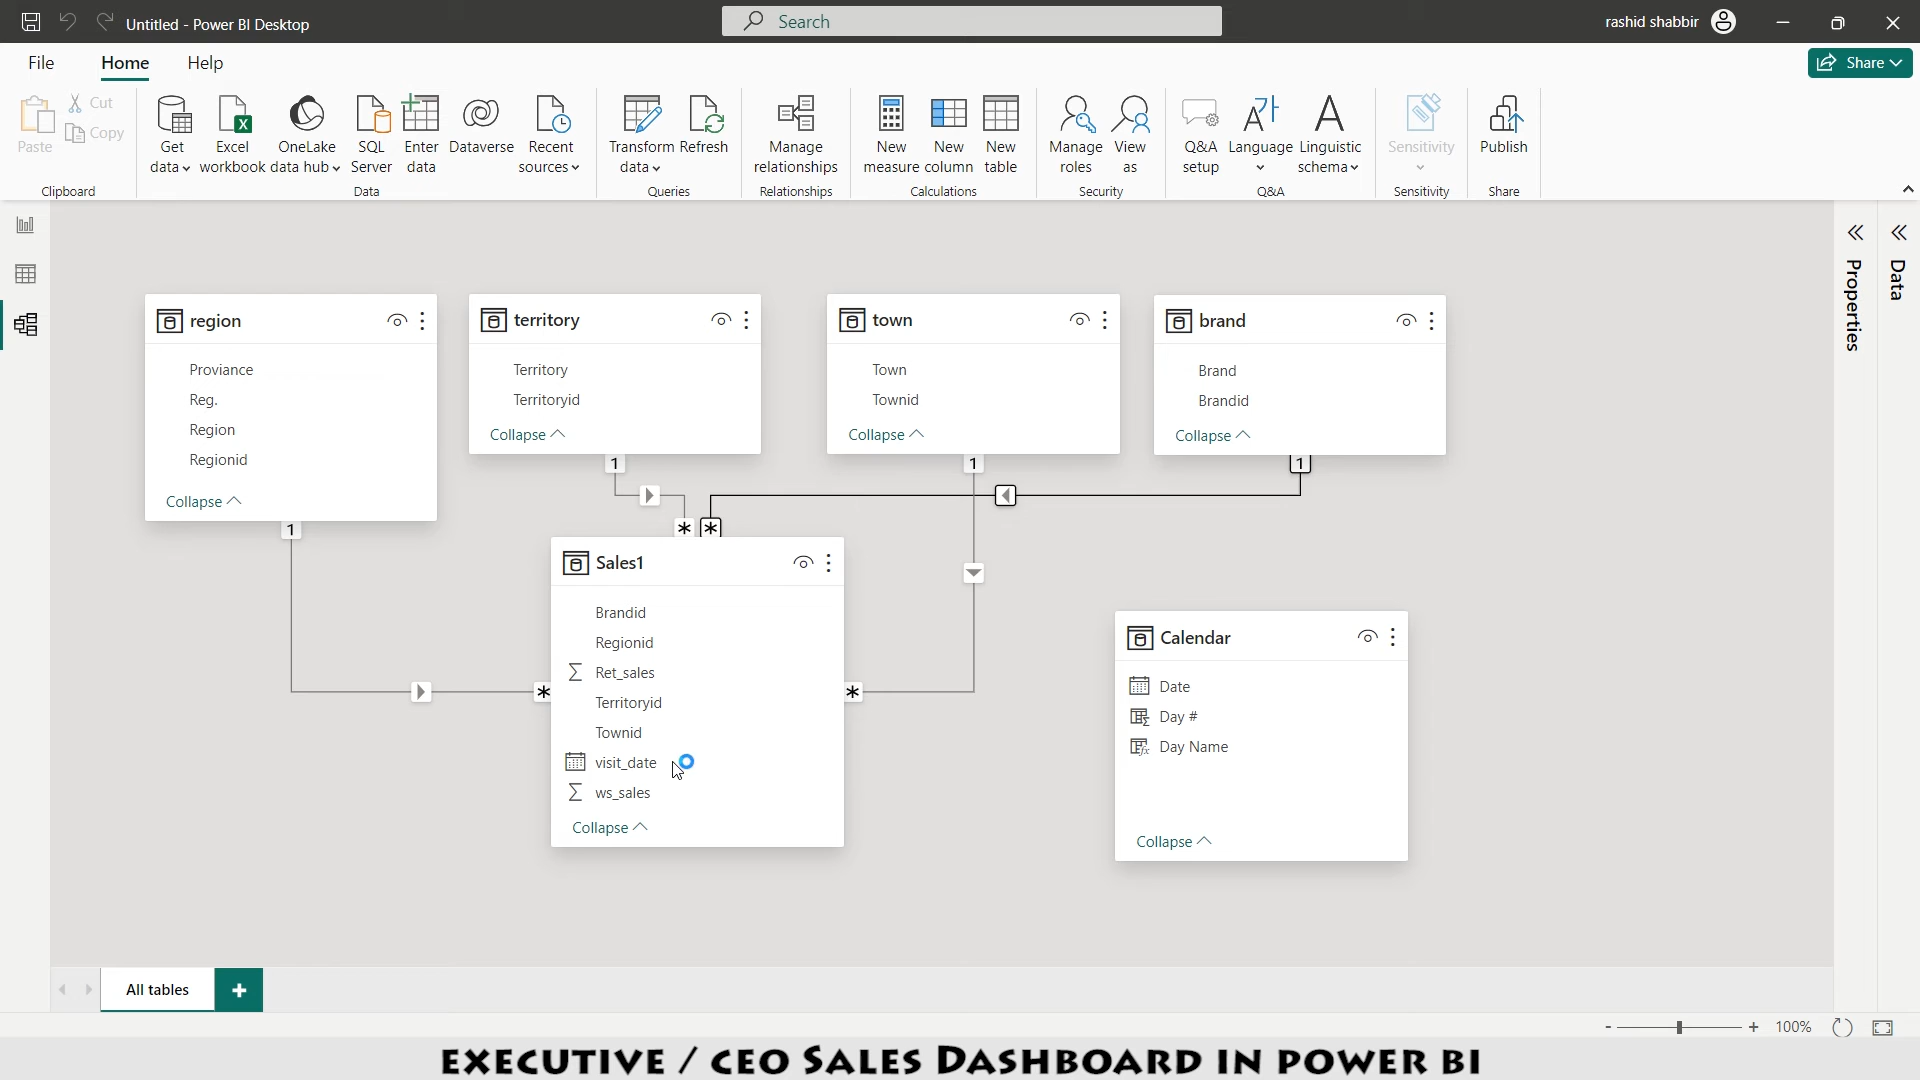 Untitled - Power BI Desktop
Search
rashid shabbir
File
Home
Help
Share
Paste
Cut
Copy
Clipboard
Get data
Excel workbook
OneLake data hub
SQL Server
Enter data
Dataverse
Recent sources
Data
Transform data
Refresh
Queries
Manage relationships
Relationships
New measure
New column
New table
Calculations
Manage roles
View as
Security
Q&A setup
Language
Linguistic schema
Q&A
Sensitivity
Sensitivity
Publish
Share
Properties
Data
region
Proviance
Reg.
Region
Regionid
Collapse
1
territory
Territory
Territoryid
Collapse
1
town
Town
Townid
Collapse
1
brand
Brand
Brandid
Collapse
1
* *
Sales1
Brandid
Regionid
Ret_sales
Territoryid
Townid
visit_date
ws_sales
Collapse
* *
Calendar
Date
Day #
Day Name
Collapse
All tables
+
- + 100%
EXECUTIVE / CEO SALES DASHBOARD IN POWER BI